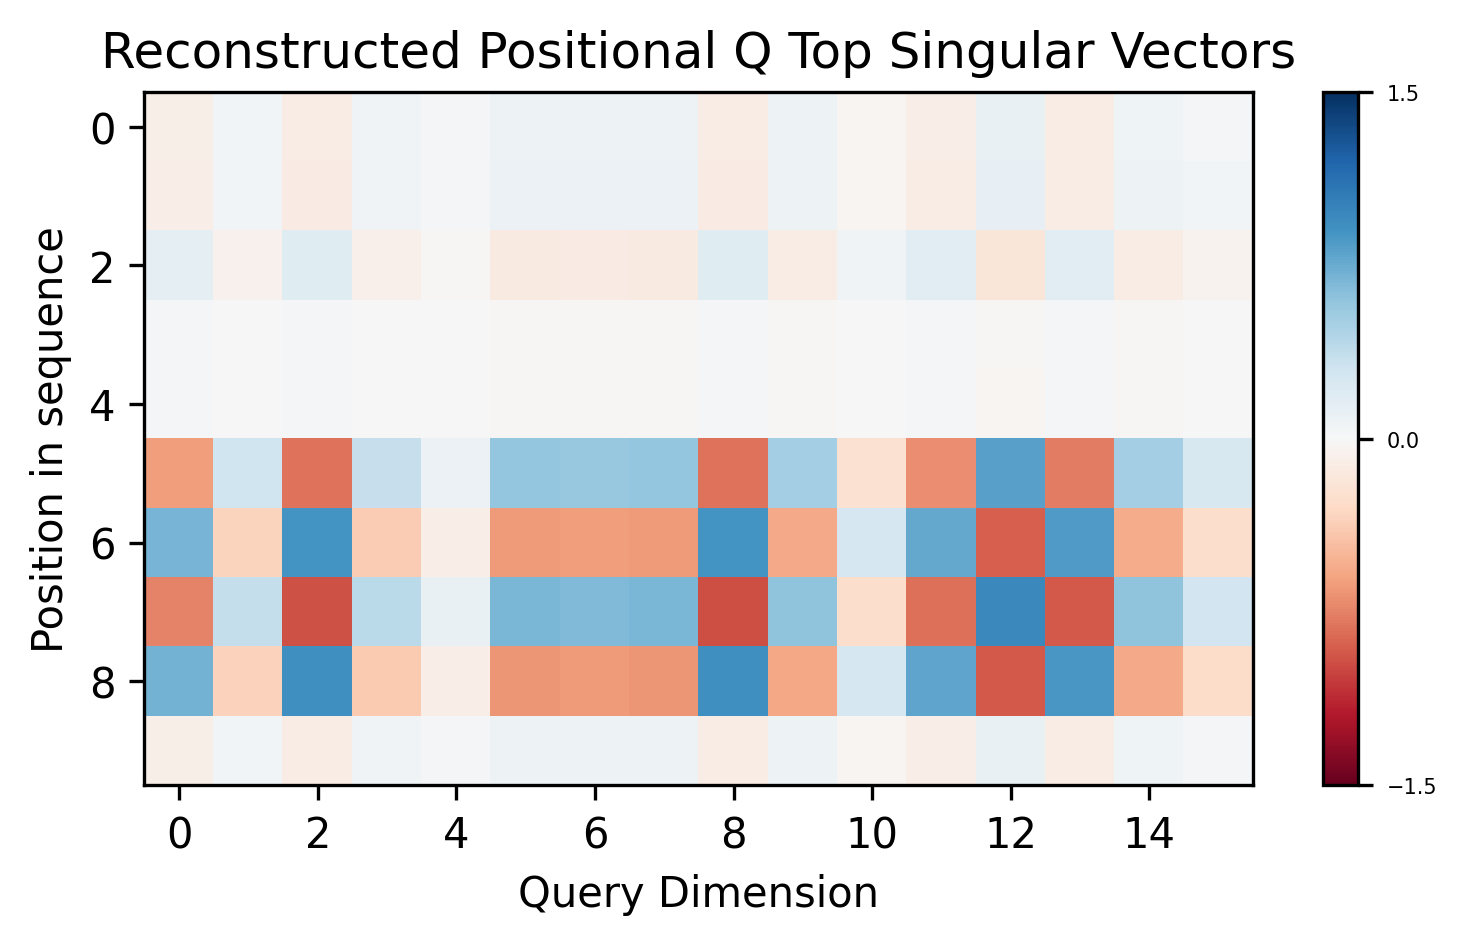 Reconstructed Positional Q Top Singular Vectors
Position in sequence
0
2
4
6
8
0 2 4 6 8 10 12 14
Query Dimension
1.5
0.0
−1.5